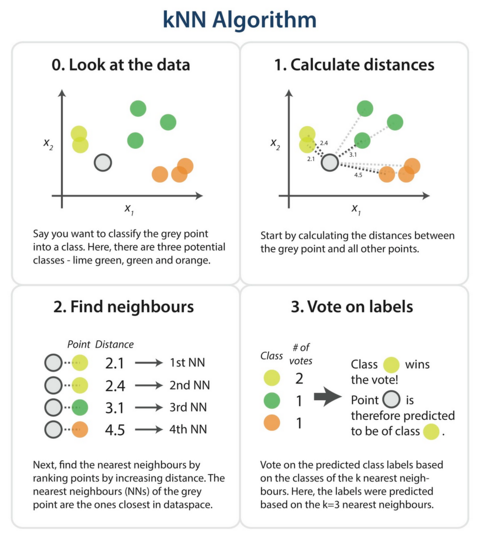 kNN Algorithm
0. Look at the data
X2
X1
Say you want to classify the grey point
into a class. Here, there are three potential
classes - lime green, green and orange.
1. Calculate distances
X2
2.4
2.1
3.1
4.5
X1
Start by calculating the distances between
the grey point and all other points.
2. Find neighbours
Point Distance
2.1 1st NN
2.4 2nd NN
3.1 3rd NN
4.5 4th NN
Next, find the nearest neighbours by
ranking points by increasing distance. The
nearest neighbours (NNs) of the grey
point are the ones closest in dataspace.
3. Vote on labels
Class # of
votes
2
1
1
Class wins
the vote!
Point is
therefore predicted
to be of class .
Vote on the predicted class labels based
on the classes of the k nearest neigh-
bours. Here, the labels were predicted
based on the k=3 nearest neighbours.